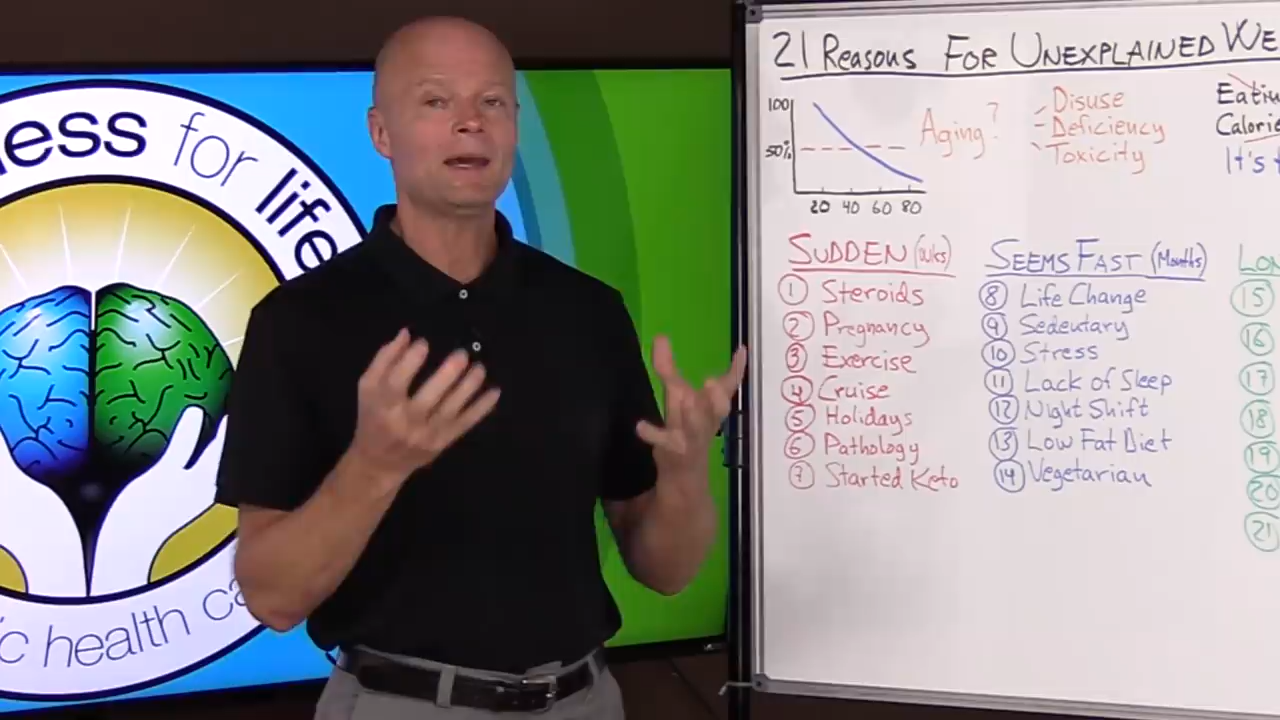 ness for life
ic health ca
21 Reasons For Unexplained We
100
50%
20 40 60 80
Aging?
- Disuse
- Deficiency
- Toxicity
Eatin
Calorie
It's
Sudden (Wks)
① Steroids
② Pregnancy
③ Exercise
④ Cruise
⑤ Holidays
⑥ Pathology
⑦ Started Keto
Seems Fast (Months)
⑧ Life Change
⑨ Sedentary
⑩ Stress
⑪ Lack of Sleep
⑫ Night Shift
⑬ Low Fat Diet
⑭ Vegetarian
Lon
⑮
⑯
⑰
⑱
⑲
⑳
㉑